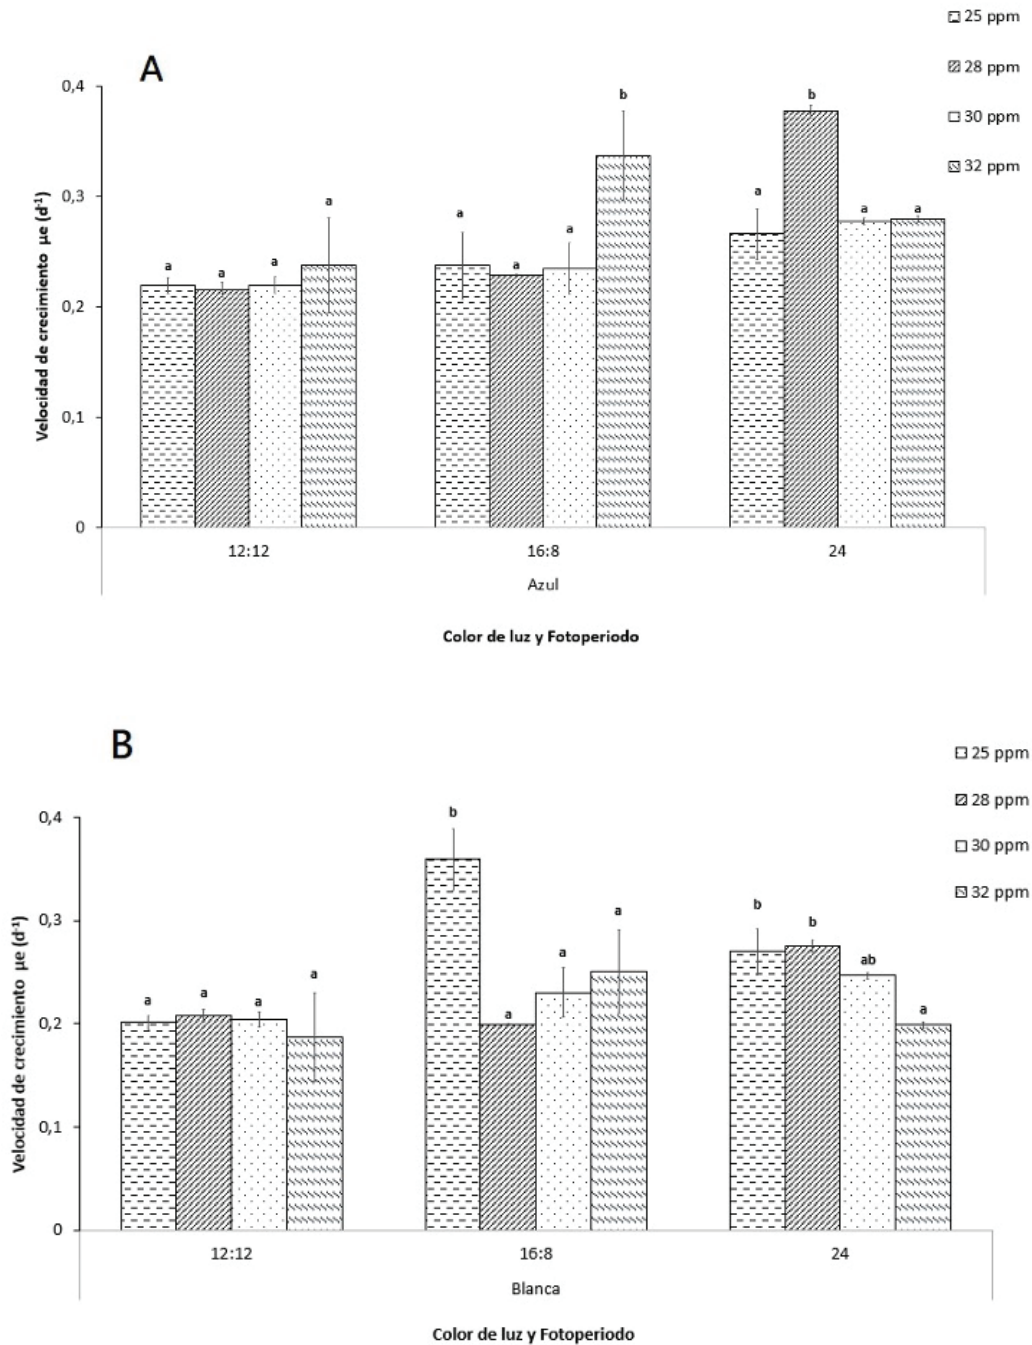 25 ppm
28 ppm
30 ppm
32 ppm
A
Velocidad de crecimiento µe (d⁻¹)
0,4
0,3
0,2
0,1
0
a
a
a
a
a
a
a
b
a
b
a
a
12:12
16:8
24
Azul
Color de luz y Fotoperiodo
B
25 ppm
28 ppm
30 ppm
32 ppm
Velocidad de crecimiento µe (d⁻¹)
0,4
0,3
0,2
0,1
0
a
a
a
a
b
a
a
a
b
b
ab
a
12:12
16:8
24
Blanca
Color de luz y Fotoperiodo